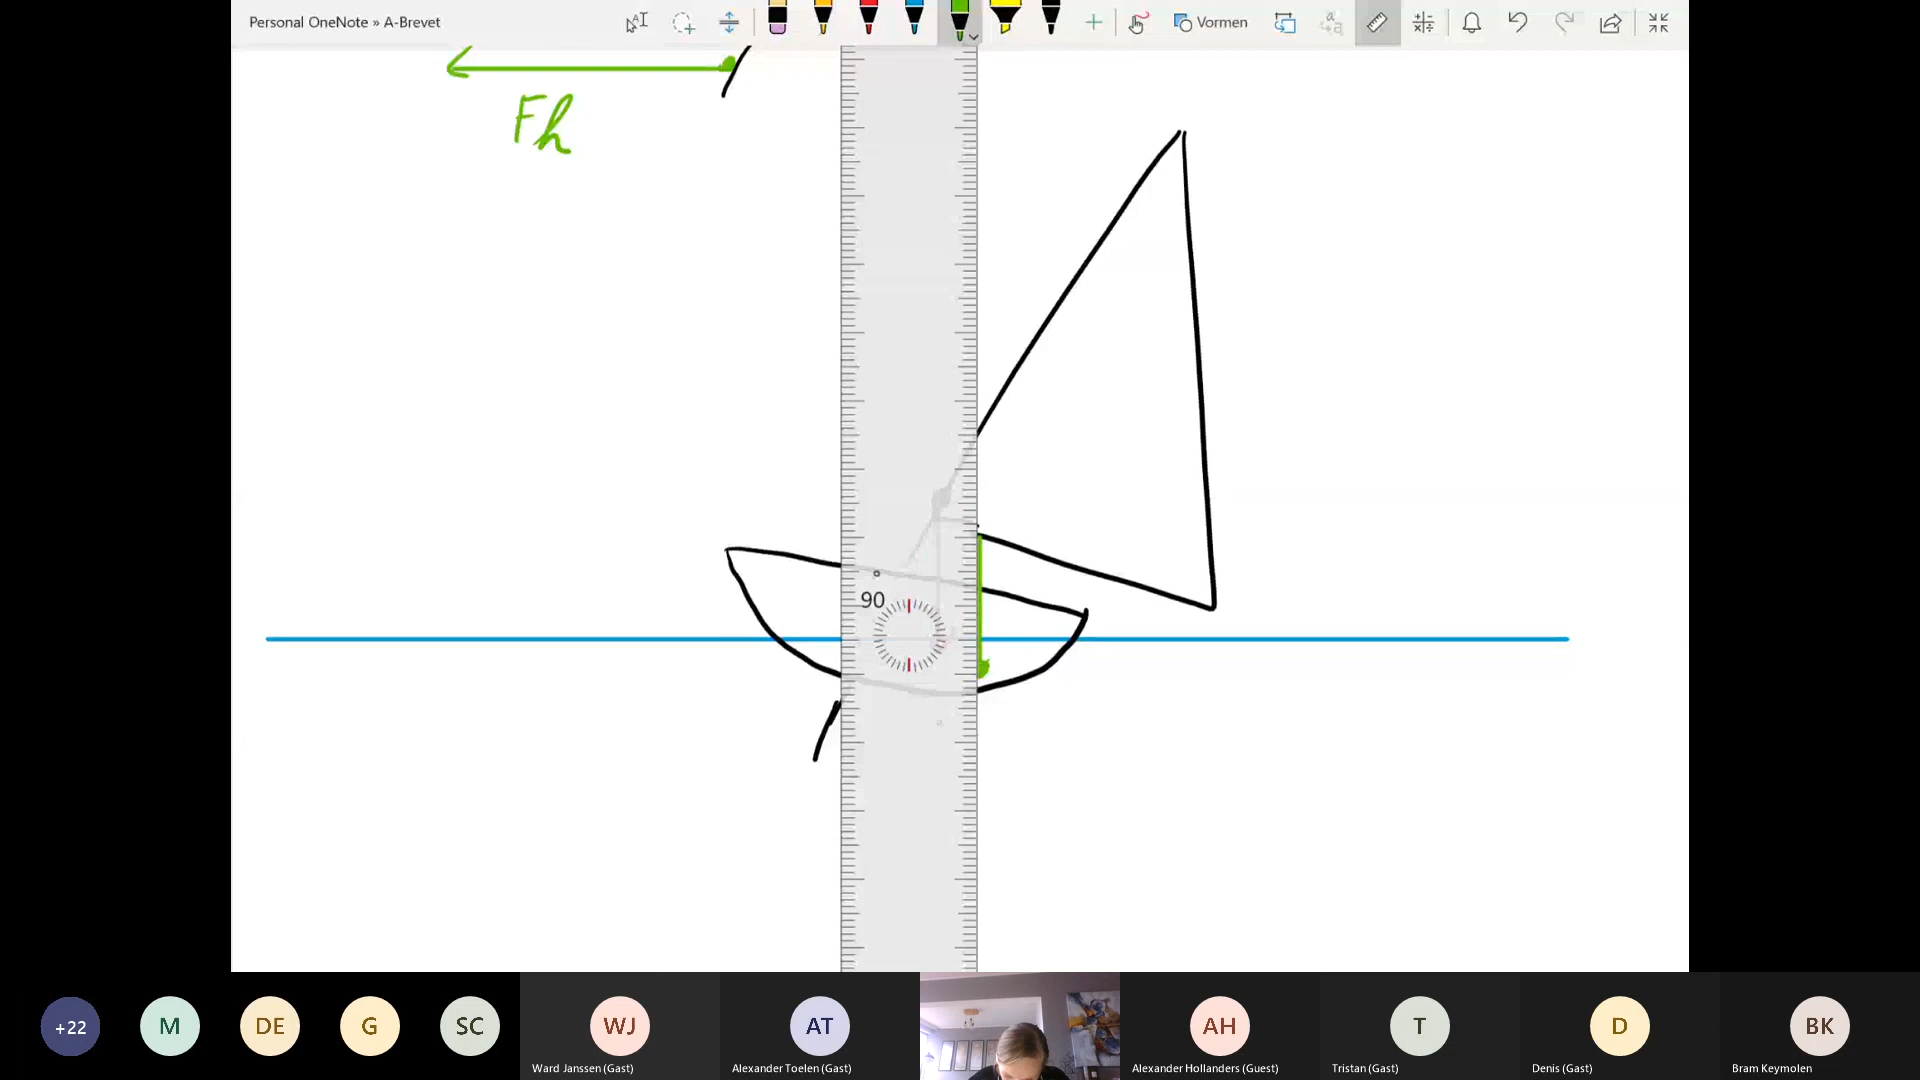 Personal OneNote » A-Brevet
Vormen
Fh
90
+22
M
DE
G
SC
WJ
AT
AH
T
D
BK
Ward Janssen (Gast)
Alexander Toelen (Gast)
Alexander Hollanders (Guest)
Tristan (Gast)
Denis (Gast)
Bram Keymolen